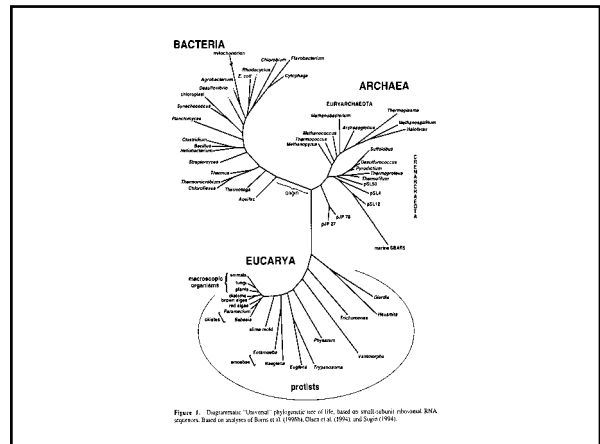 BACTERIA
mitochondrion
Chlorobium
Flavobacterium
Rhodocyclus
E. coli
Cytophaga
Agrobacterium
Desulfovibrio
chloroplast
Synechococcus
Planctomyces
Clostridium
Bacillus
Heliobacterium
Streptomyces
Thermus
Thermomicrobium
Chloroflexus
Thermotoga
Aquifex
origin
ARCHAEA
EURYARCHAEOTA
Methanobacterium
Thermoplasma
Archaeoglobus
Methanospirillum
Haloferax
Methanococcus
Thermococcus
Methanopyrus
Sulfolobus
Desulfurococcus
Pyrodictium
Thermoproteus
Thermofilum
pSL50
pSL4
pSL12
CRENARCHAEOTA
pJP 78
pJP 27
marine SBAR5
EUCARYA
macroscopic
organisms
animals
fungi
plants
diatoms
brown algae
red algae
ciliates
Paramecium
Babesia
slime mold
Entamoeba
amoebae
Naegleria
Euglena
Trypanosoma
Physarum
Vairimorpha
Trichomonas
Hexamita
Giardia
protists
Figure 1. Diagrammatic "Universal" phylogenetic tree of life, based on small-subunit ribosomal RNA
sequences. Based on analyses of Barns et al. (1996b), Olsen et al. (1994), and Sogin (1994).